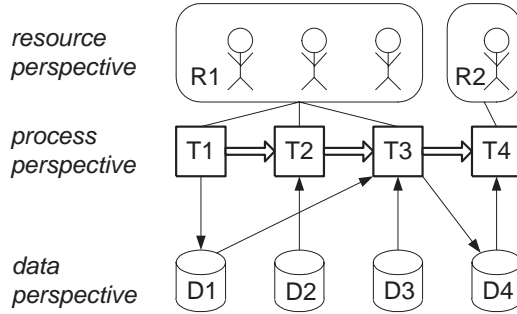 resource
perspective
R1
R2
process
perspective
T1 T2 T3 T4
data
perspective
D1 D2 D3 D4